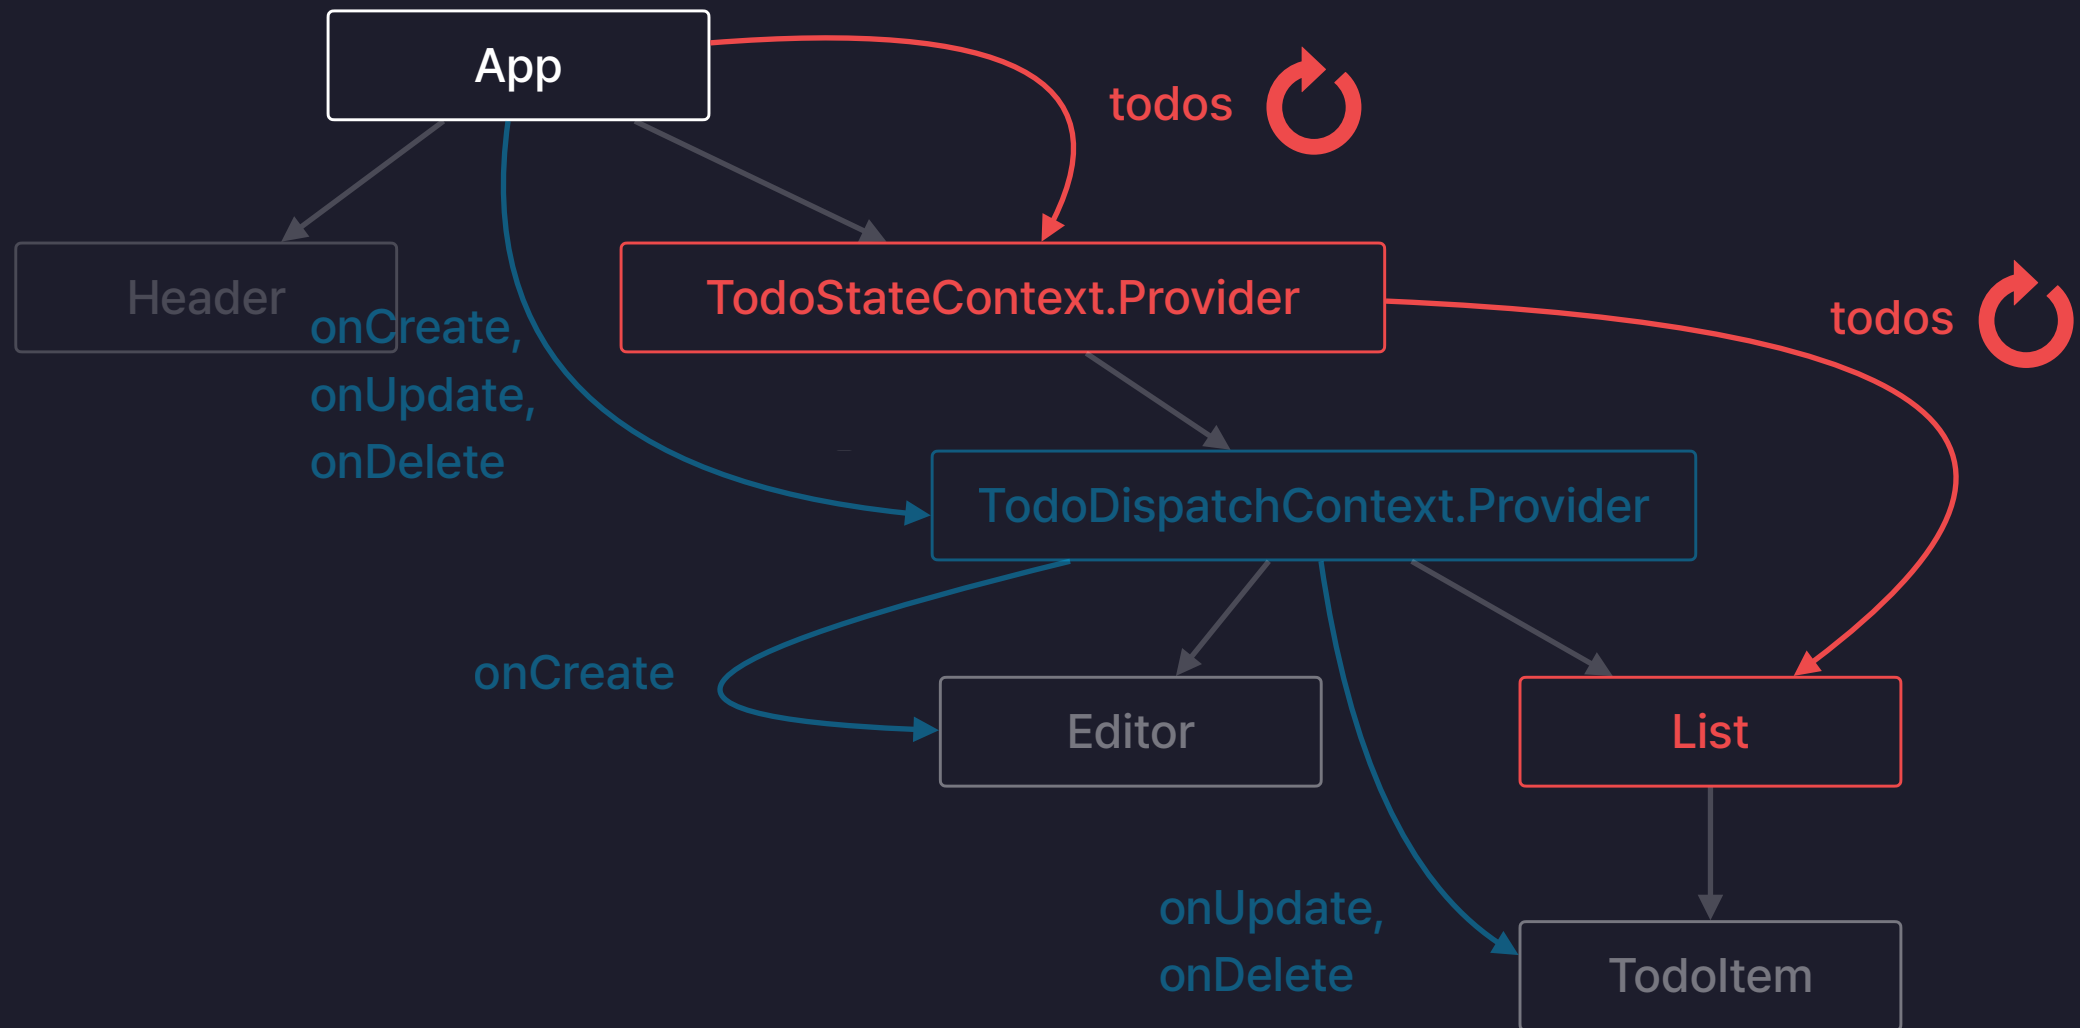 App
todos
Header
TodoStateContext.Provider
todos
onCreate,
onUpdate,
onDelete
TodoDispatchContext.Provider
onCreate
Editor
List
onUpdate,
onDelete
TodoItem